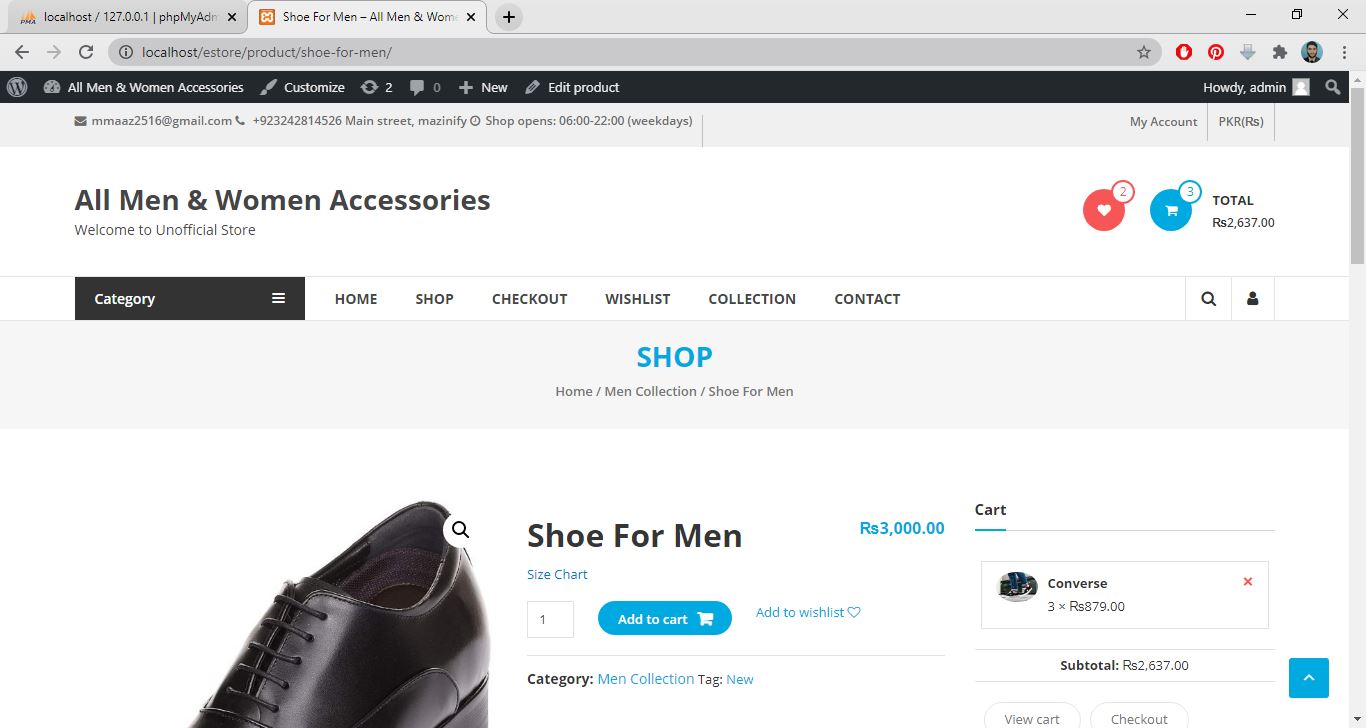 localhost / 127.0.0.1 | phpMyAdm
Shoe For Men – All Men & Wome
localhost/estore/product/shoe-for-men/
All Men & Women Accessories Customize 2 0 New Edit product Howdy, admin
mmaaz2516@gmail.com +923242814526 Main street, mazinify Shop opens: 06:00-22:00 (weekdays) My Account PKR(₨)
All Men & Women Accessories
Welcome to Unofficial Store
2 3 TOTAL
₨2,637.00
Category HOME SHOP CHECKOUT WISHLIST COLLECTION CONTACT
SHOP
Home / Men Collection / Shoe For Men
Shoe For Men ₨3,000.00
Size Chart
1 Add to cart Add to wishlist
Category: Men Collection Tag: New
Cart
Converse
3 × ₨879.00
Subtotal: ₨2,637.00
View cart Checkout